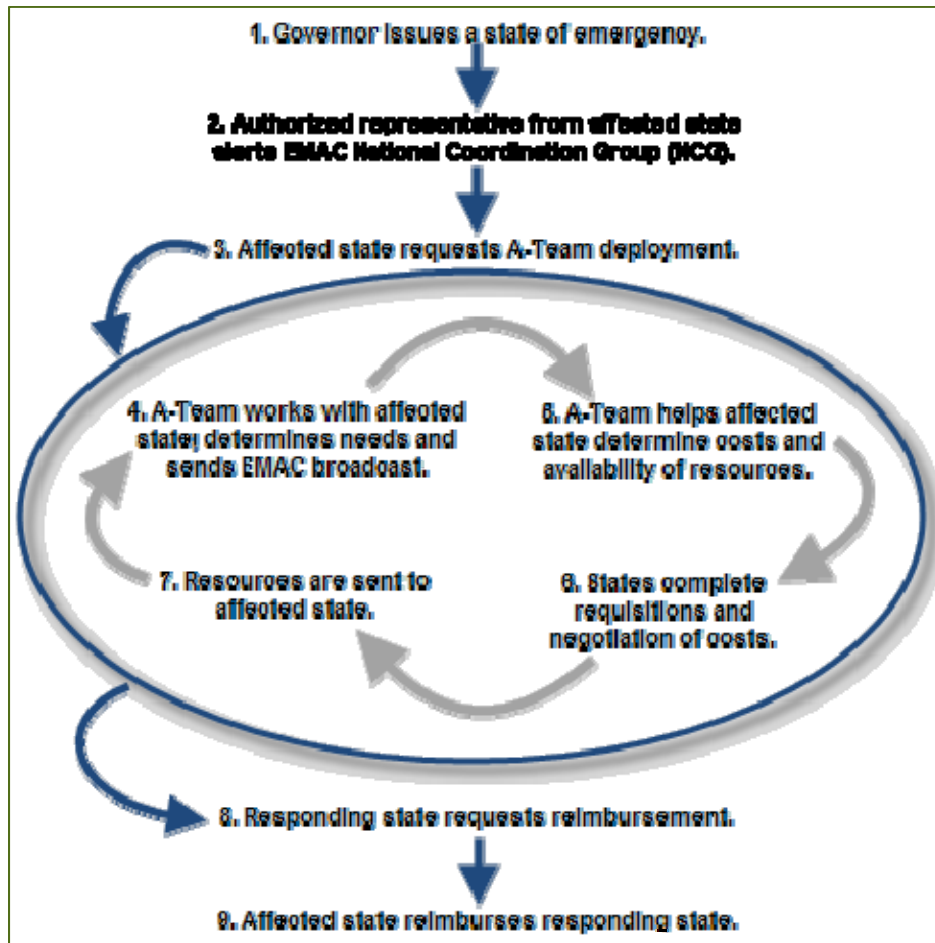 1. Governor issues a state of emergency.
2. Authorized representative from affected state
alerts EMAC National Coordination Group (NCG).
3. Affected state requests A-Team deployment.
4. A-Team works with affected
state; determines needs and
sends EMAC broadcast.
5. A-Team helps affected
state determine costs and
availability of resources.
6. States complete
requisitions and
negotiation of costs.
7. Resources are sent to
affected state.
8. Responding state requests reimbursement.
9. Affected state reimburses responding state.